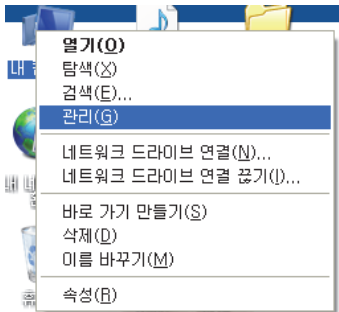 열기(O)
탐색(X)
검색(E)...
관리(G)
네트워크 드라이브 연결(N)...
네트워크 드라이브 연결 끊기(I)...
바로 가기 만들기(S)
삭제(D)
이름 바꾸기(M)
속성(R)